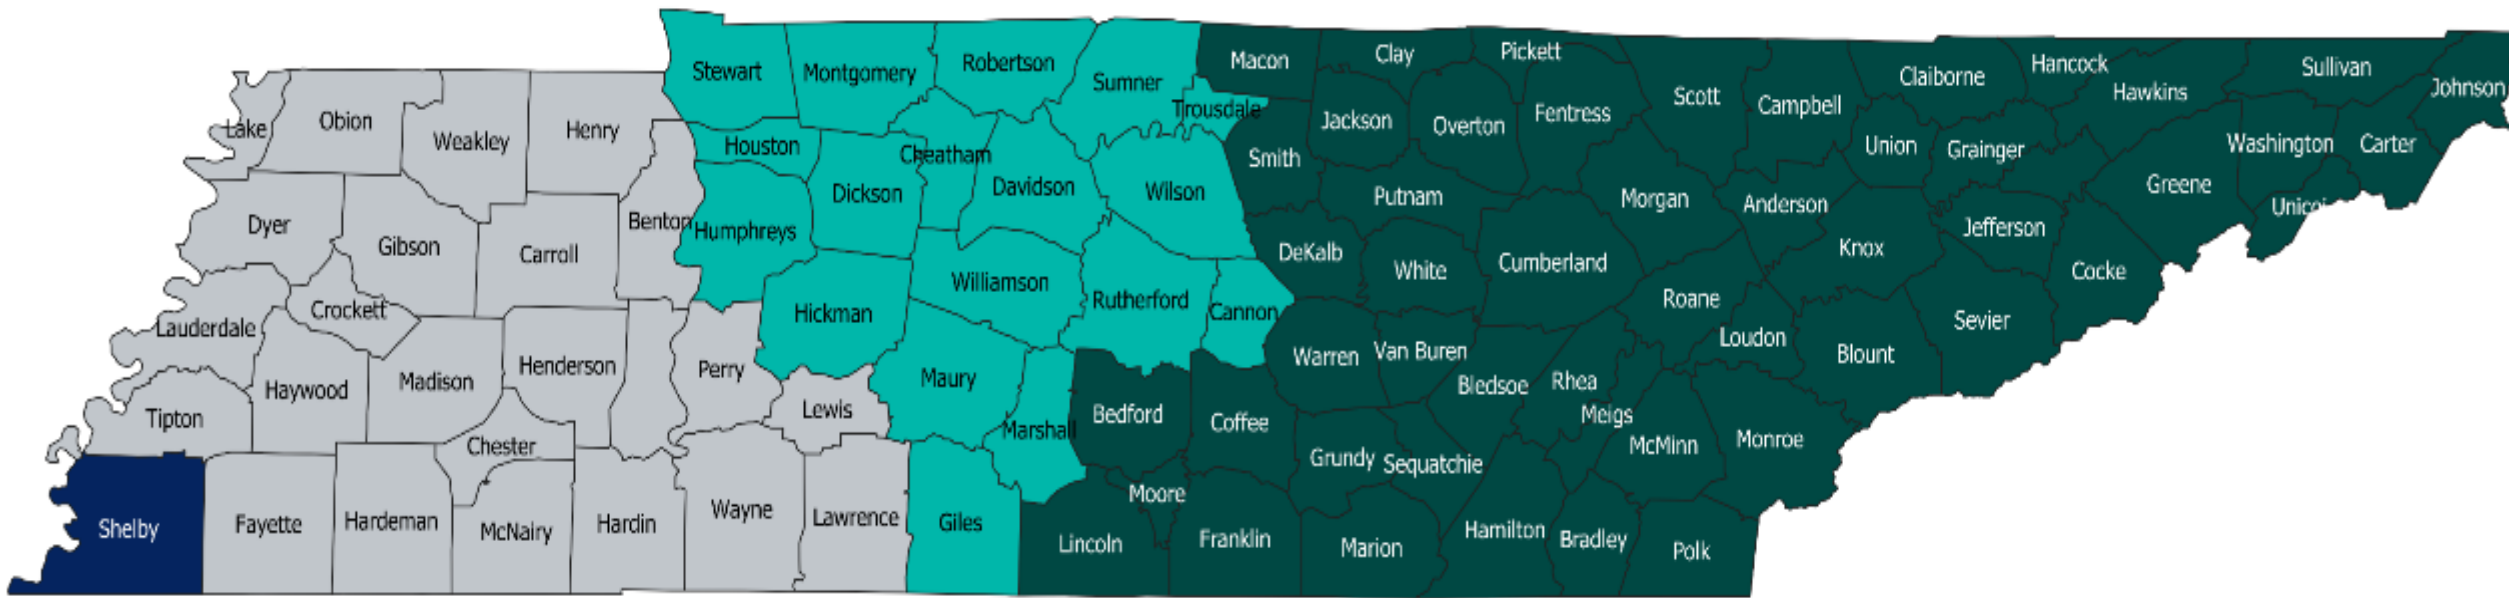 Stewart
Montgomery
Robertson
Sumner
Trousdale
Macon
Clay
Pickett
Scott
Campbell
Claiborne
Hancock
Hawkins
Sullivan
Johnson
Lake
Obion
Weakley
Henry
Houston
Cheatham
Smith
Jackson
Overton
Fentress
Union
Grainger
Washington
Carter
Dyer
Gibson
Carroll
Benton
Humphreys
Dickson
Davidson
Wilson
Putnam
Morgan
Anderson
Knox
Jefferson
Greene
Unicoi
Lauderdale
Crockett
Hickman
Williamson
Rutherford
Cannon
DeKalb
White
Cumberland
Roane
Loudon
Blount
Sevier
Cocke
Tipton
Haywood
Madison
Henderson
Perry
Lewis
Maury
Marshall
Bedford
Coffee
Warren
Van Buren
Bledsoe
Rhea
Meigs
McMinn
Monroe
Chester
Moore
Grundy
Sequatchie
Shelby
Fayette
Hardeman
McNairy
Hardin
Wayne
Lawrence
Giles
Lincoln
Franklin
Marion
Hamilton
Bradley
Polk